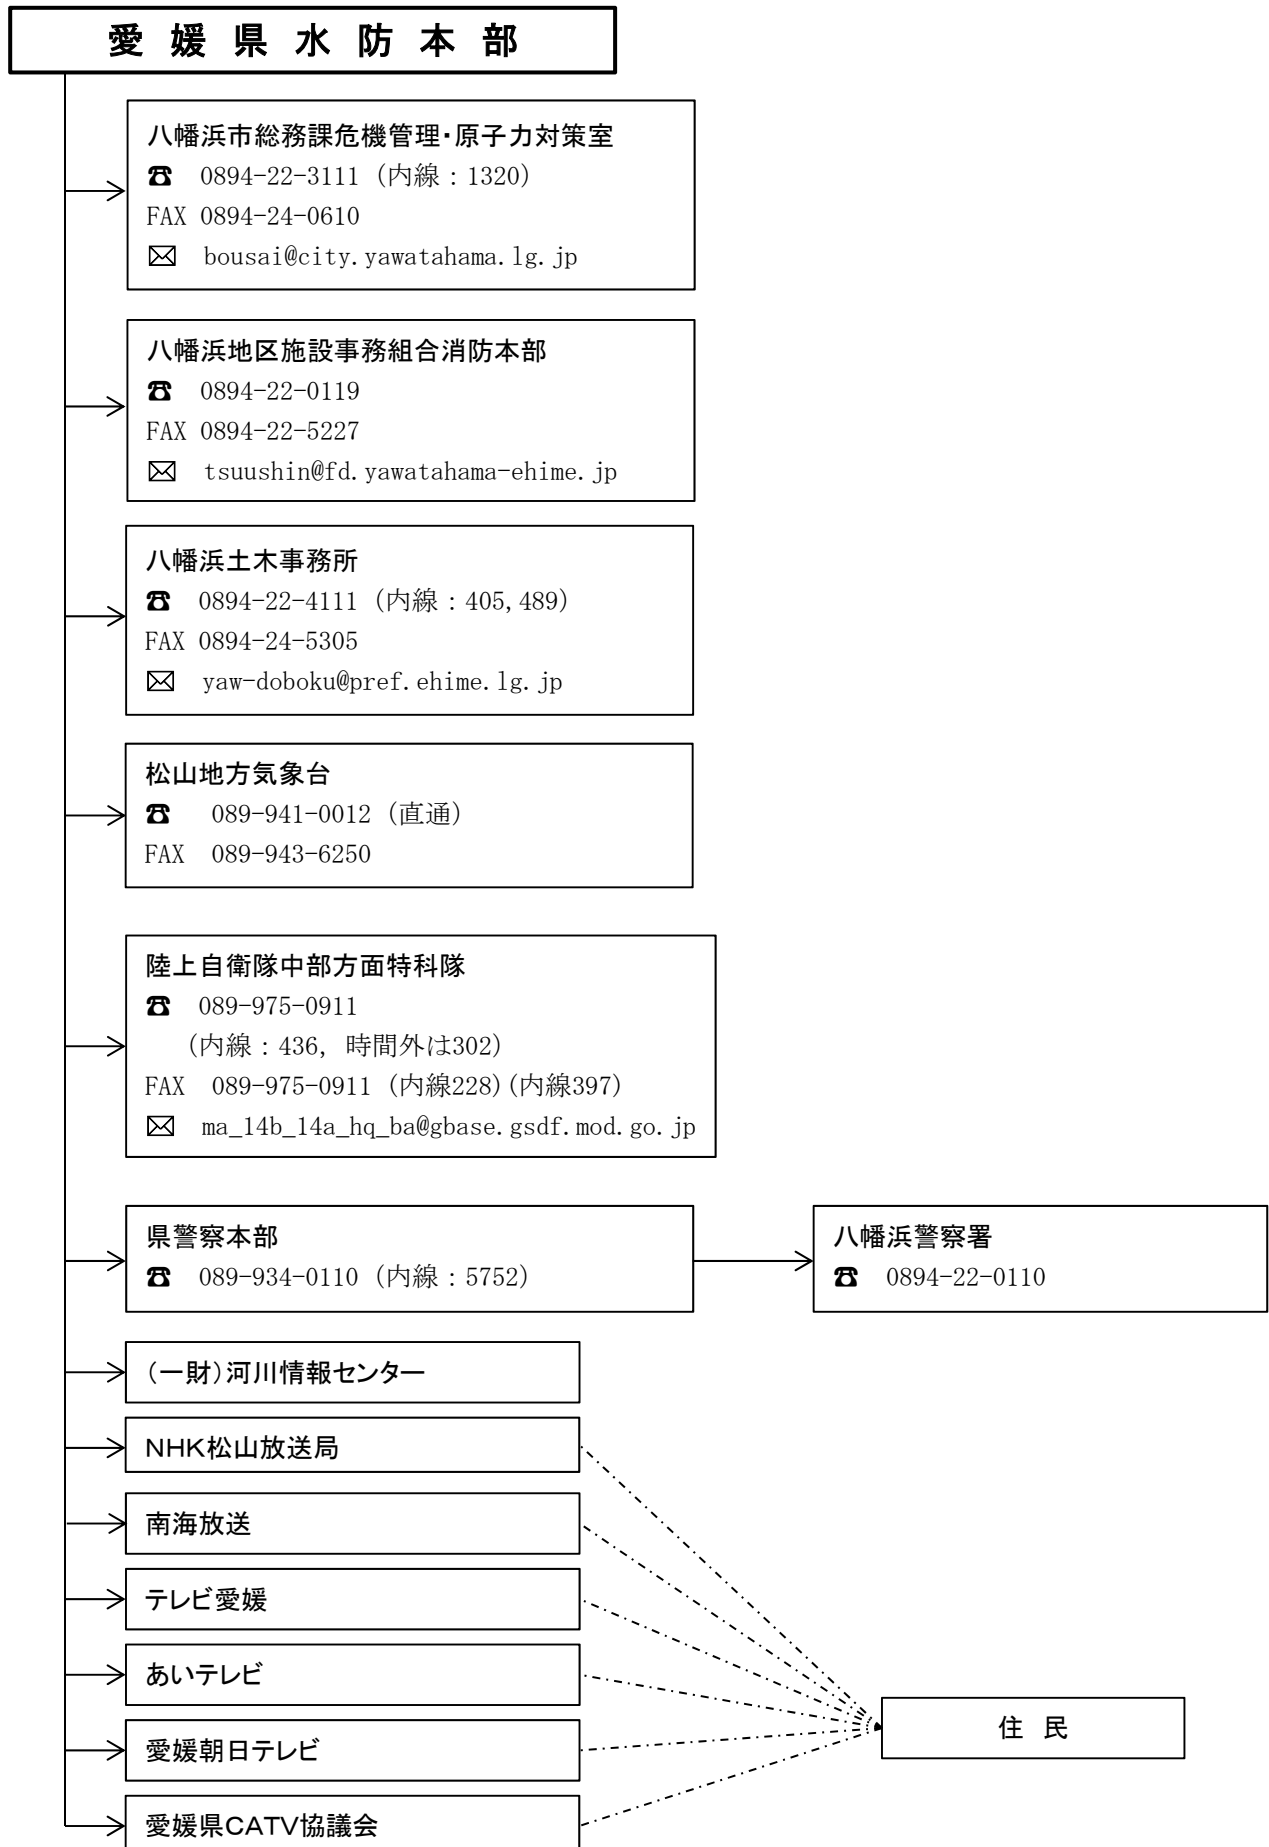 愛媛県水防本部
八幡浜市総務課危機管理・原子力対策室
☎ 0894-22-3111（内線：1320）
FAX 0894-24-0610
✉ bousai@city.yawatahama.lg.jp
八幡浜地区施設事務組合消防本部
☎ 0894-22-0119
FAX 0894-22-5227
✉ tsuushin@fd.yawatahama-ehime.jp
八幡浜土木事務所
☎ 0894-22-4111（内線：405,489）
FAX 0894-24-5305
✉ yaw-doboku@pref.ehime.lg.jp
松山地方気象台
☎ 089-941-0012（直通）
FAX 089-943-6250
陸上自衛隊中部方面特科隊
☎ 089-975-0911
（内線：436，時間外は302）
FAX 089-975-0911（内線228）（内線397）
✉ ma_14b_14a_hq_ba@gbase.gsdf.mod.go.jp
県警察本部
☎ 089-934-0110（内線：5752）
八幡浜警察署
☎ 0894-22-0110
（一財）河川情報センター
NHK松山放送局
南海放送
テレビ愛媛
あいテレビ
愛媛朝日テレビ
愛媛県CATV協議会
住民